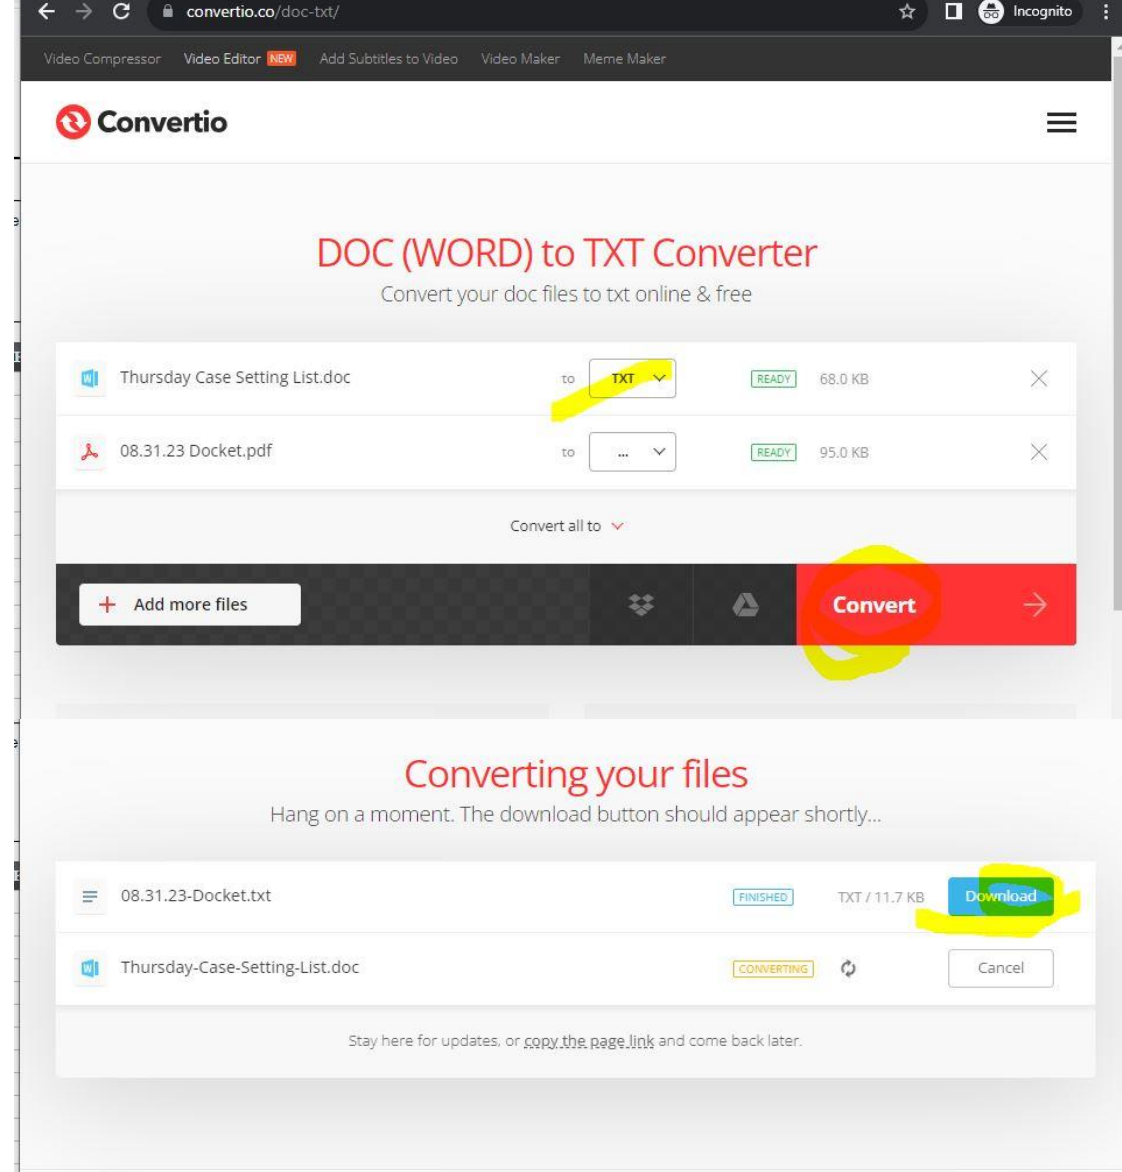 convertio.co/doc-txt/ Incognito
Video Compressor Video Editor NEW Add Subtitles to Video Video Maker Meme Maker
Convertio
DOC (WORD) to TXT Converter
Convert your doc files to txt online & free
Thursday Case Setting List.doc to TXT READY 68.0 KB
08.31.23 Docket.pdf to ... READY 95.0 KB
Convert all to
+ Add more files Convert
Converting your files
Hang on a moment. The download button should appear shortly...
08.31.23-Docket.txt FINISHED TXT / 11.7 KB Download
Thursday-Case-Setting-List.doc CONVERTING Cancel
Stay here for updates, or copy the page link and come back later.